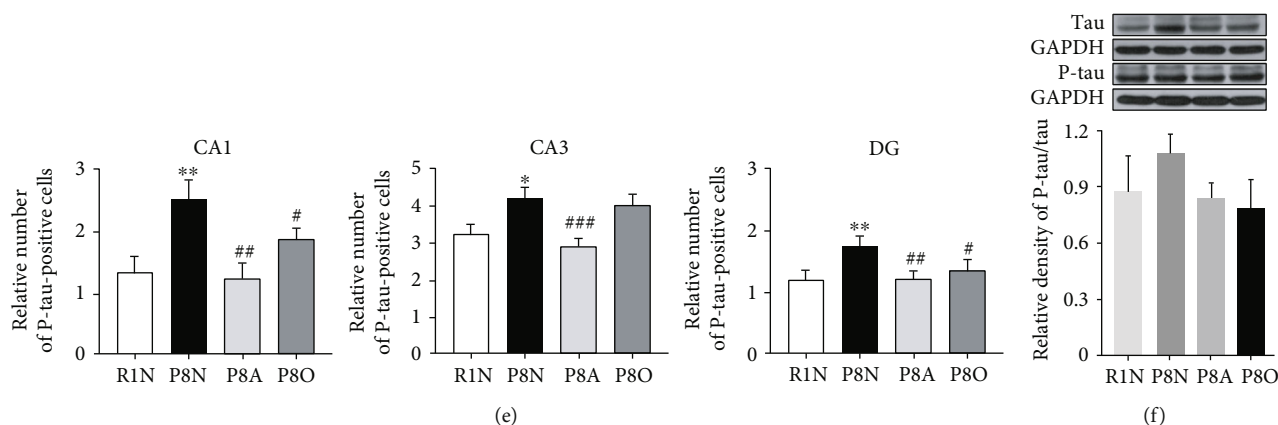 CA1
Relative number
of P-tau-positive cells
3
2
1
0
**
##
#
R1N P8N P8A P8O
CA3
Relative number
of P-tau-positive cells
5
4
3
2
1
0
*
###
R1N P8N P8A P8O
DG
Relative number
of P-tau-positive cells
3
2
1
0
**
##
#
R1N P8N P8A P8O
(e)
Tau
GAPDH
P-tau
GAPDH
Relative density of P-tau/tau
1.2
0.9
0.6
0.3
0
R1N P8N P8A P8O
(f)